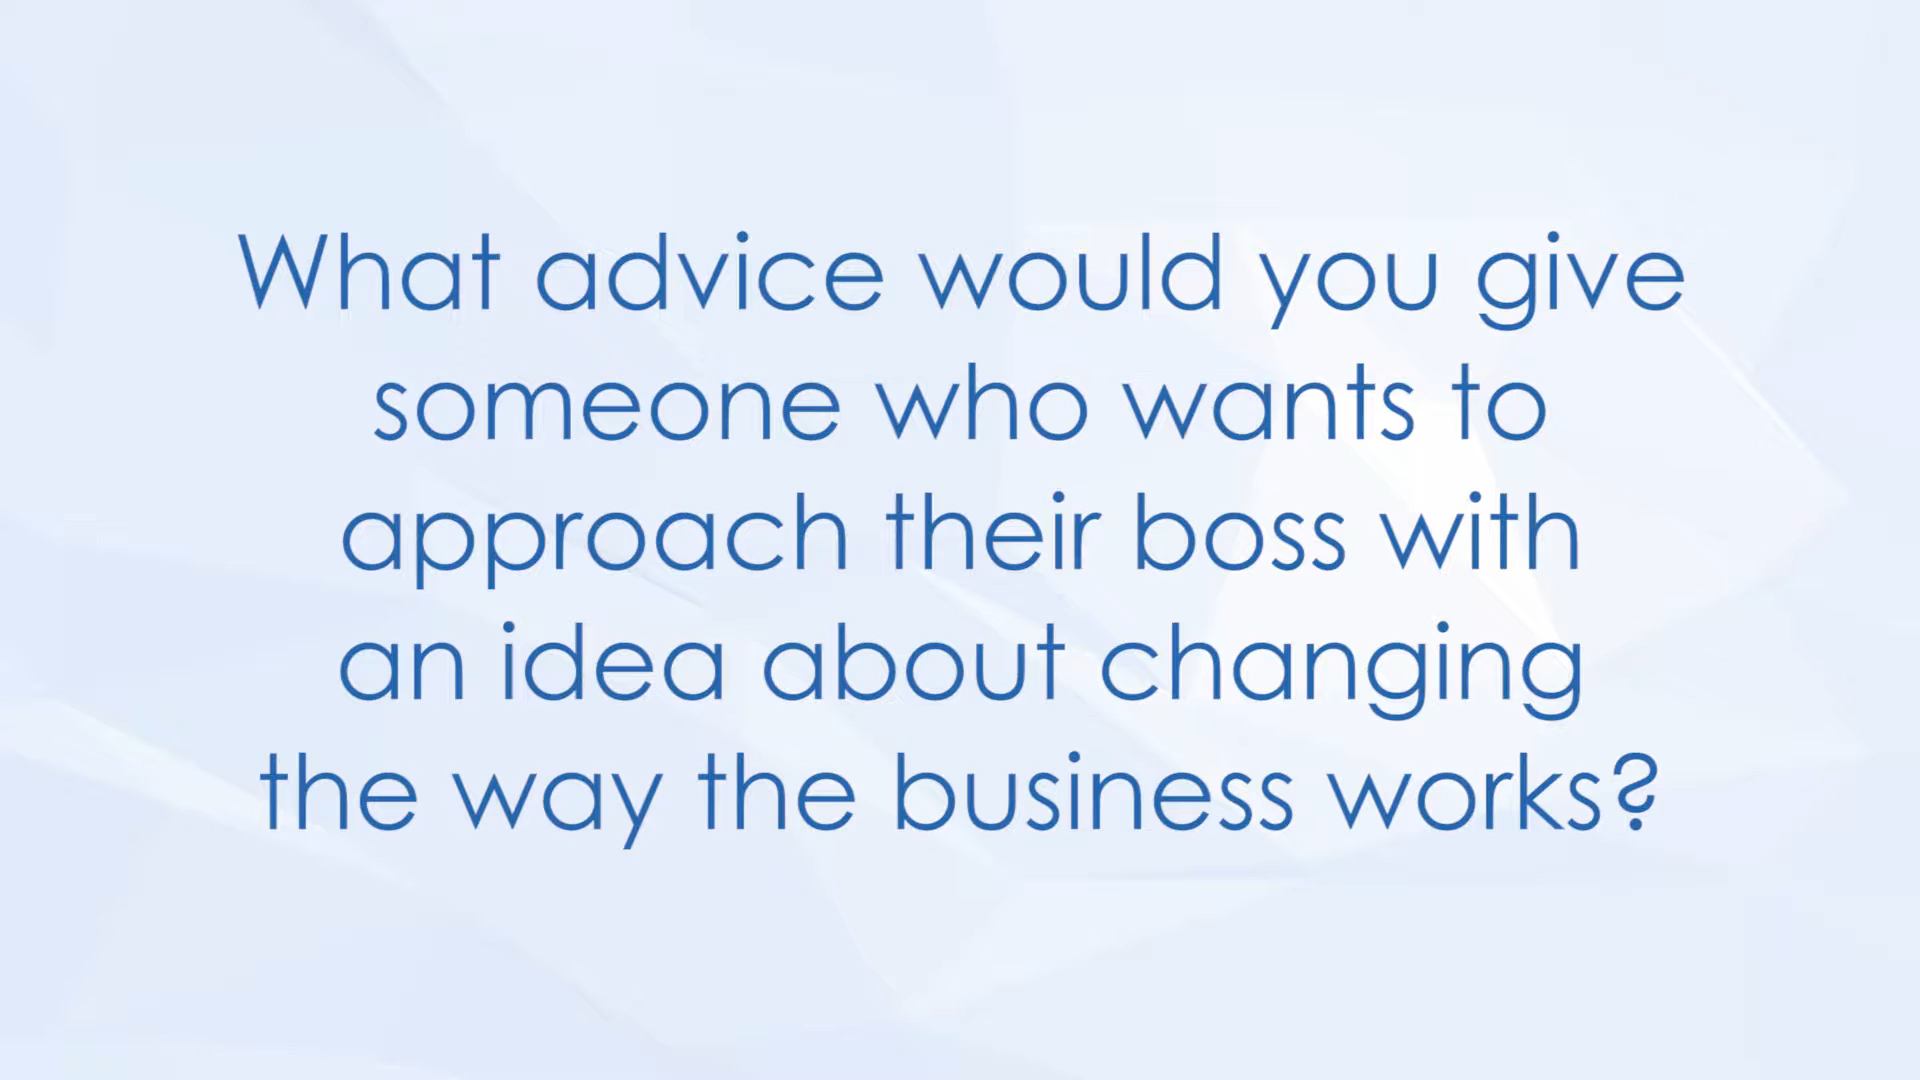 What advice would you give
someone who wants to
approach their boss with
an idea about changing
the way the business works?